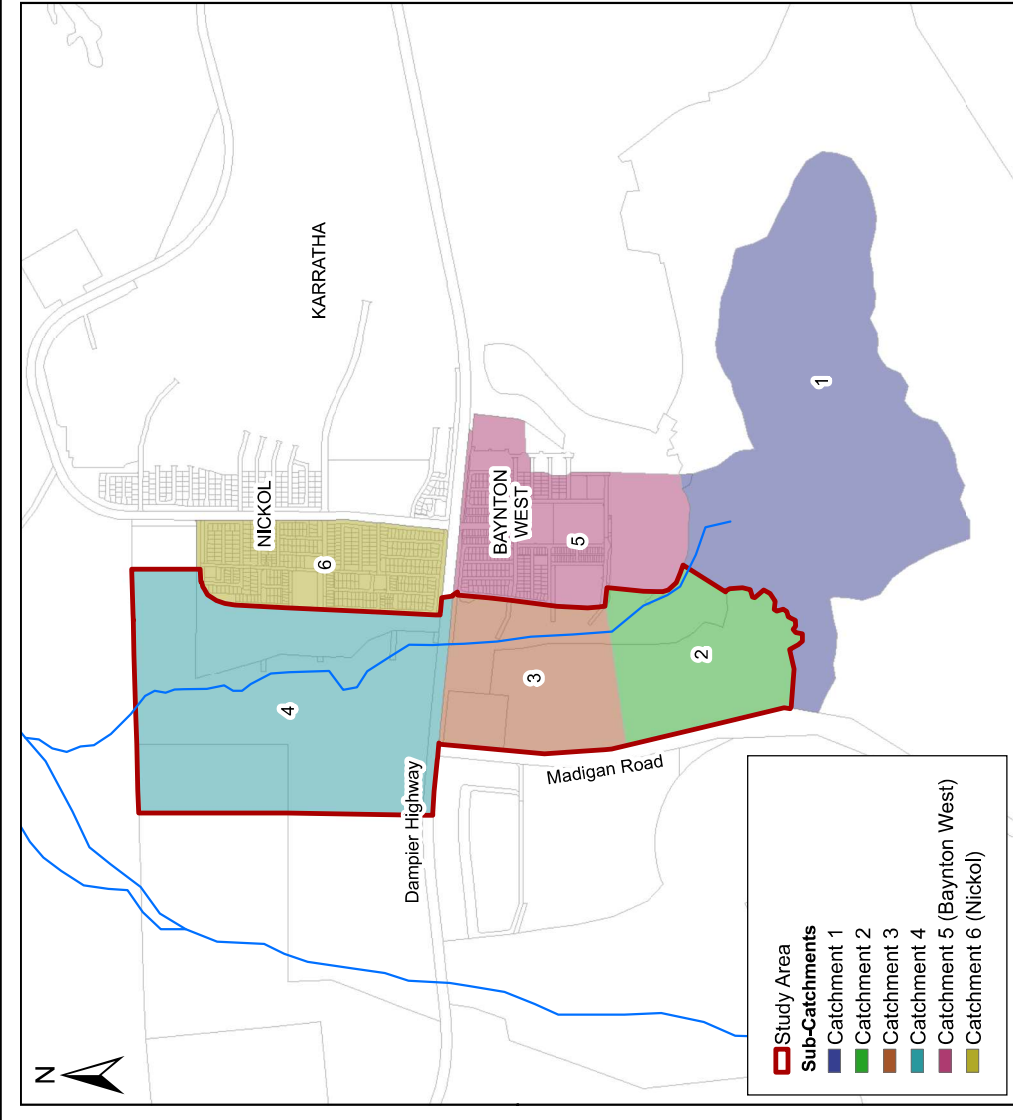 N
KARRATHA
NICKOL
6
4
BAYNTON
WEST
5
3
2
1
Dampier Highway
Madigan Road
Study Area
Sub-Catchments
Catchment 1
Catchment 2
Catchment 3
Catchment 4
Catchment 5 (Baynton West)
Catchment 6 (Nickol)